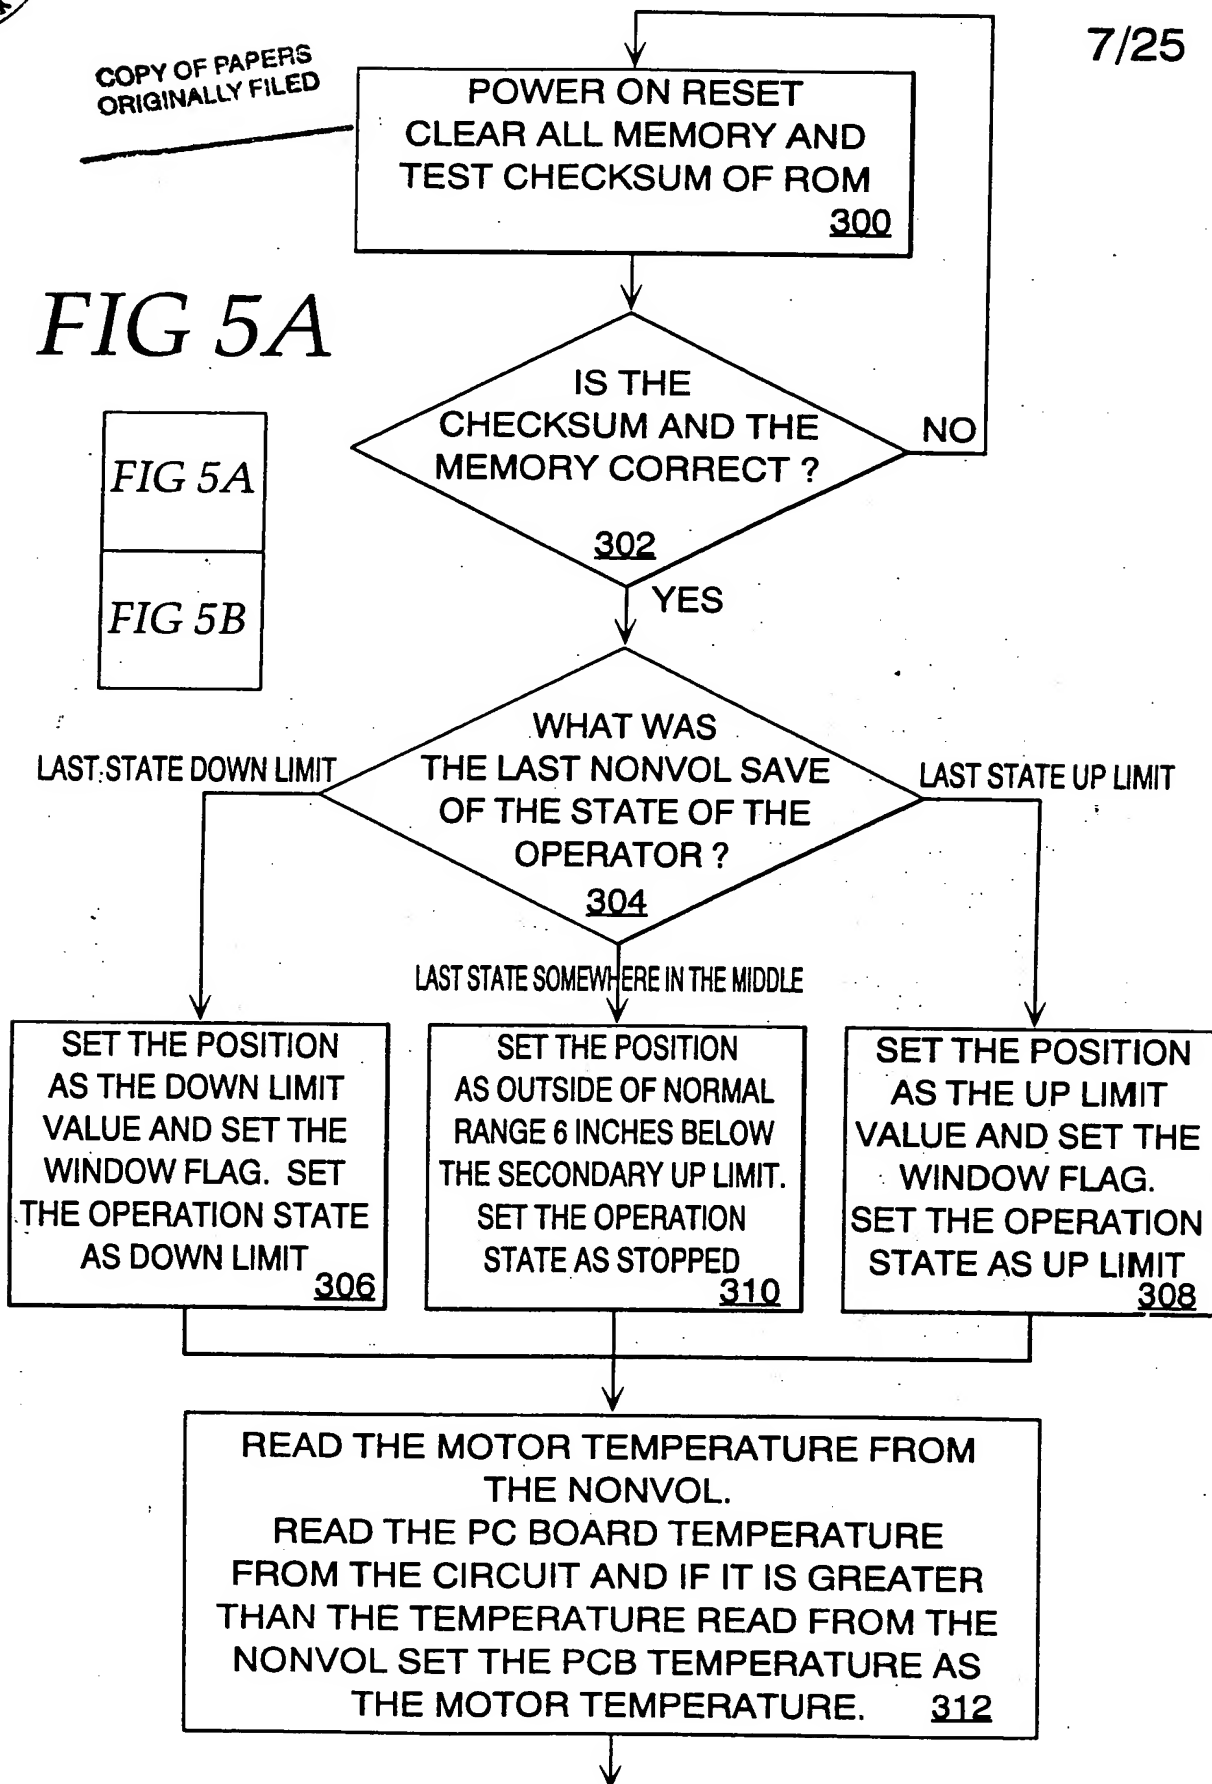 COPY OF PAPERS
ORIGINALLY FILED
7/25
POWER ON RESET
CLEAR ALL MEMORY AND
TEST CHECKSUM OF ROM
300
FIG 5A
IS THE
CHECKSUM AND THE
MEMORY CORRECT ?
302
NO
YES
FIG 5A
FIG 5B
WHAT WAS
THE LAST NONVOL SAVE
OF THE STATE OF THE
OPERATOR ?
304
LAST STATE DOWN LIMIT
LAST STATE UP LIMIT
LAST STATE SOMEWHERE IN THE MIDDLE
SET THE POSITION
AS THE DOWN LIMIT
VALUE AND SET THE
WINDOW FLAG. SET
THE OPERATION STATE
AS DOWN LIMIT
306
SET THE POSITION
AS OUTSIDE OF NORMAL
RANGE 6 INCHES BELOW
THE SECONDARY UP LIMIT.
SET THE OPERATION
STATE AS STOPPED
310
SET THE POSITION
AS THE UP LIMIT
VALUE AND SET THE
WINDOW FLAG.
SET THE OPERATION
STATE AS UP LIMIT
308
READ THE MOTOR TEMPERATURE FROM
THE NONVOL.
READ THE PC BOARD TEMPERATURE
FROM THE CIRCUIT AND IF IT IS GREATER
THAN THE TEMPERATURE READ FROM THE
NONVOL SET THE PCB TEMPERATURE AS
THE MOTOR TEMPERATURE. 312